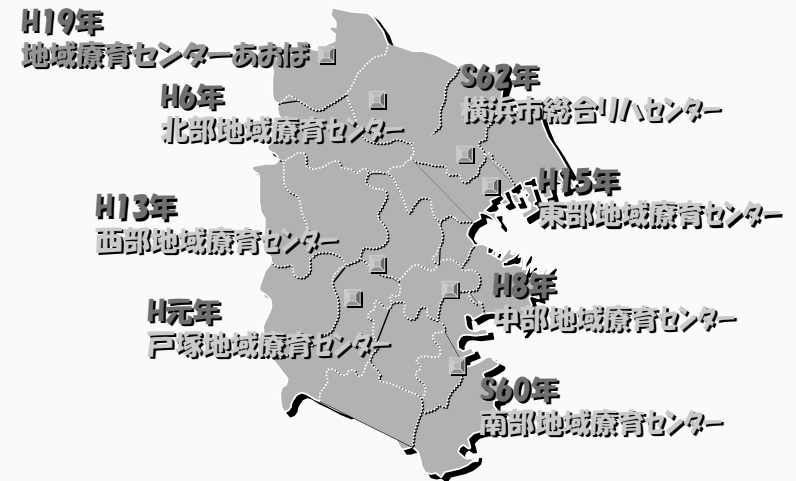 H19年
地域療育センターあおば
H6年
北部地域療育センター
S62年
横浜市総合リハセンター
H15年
東部地域療育センター
H13年
西部地域療育センター
H8年
中部地域療育センター
H元年
戸塚地域療育センター
S60年
南部地域療育センター